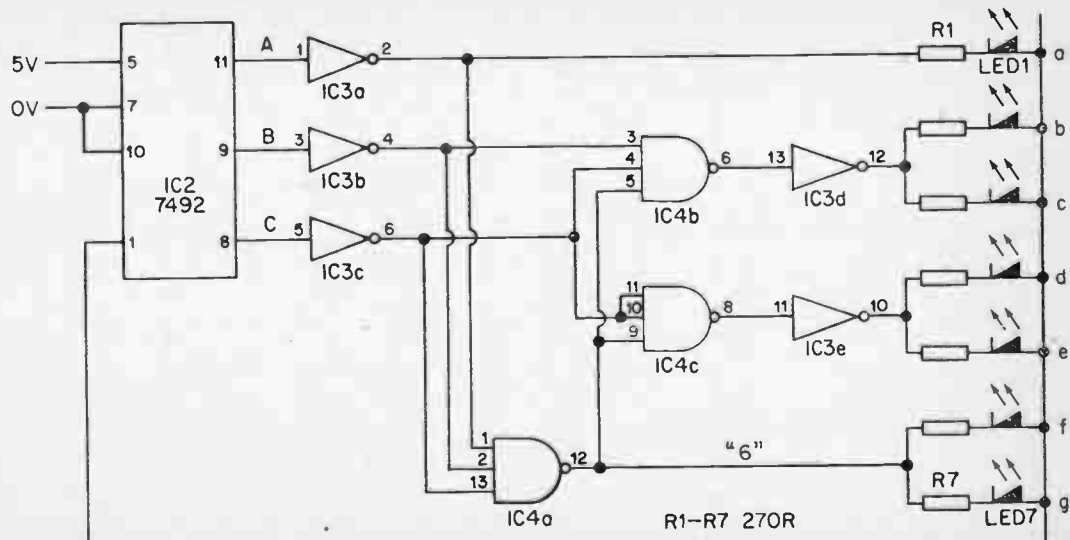 R1
A
11
1
2
a
5V
5
IC3a
LED1
0V
7
b
B
3
6
13
12
10
9
3
4
4
5
IC3b
IC4b
IC3d
c
IC2
7492
C
5
6
1
8
IC3c
d
11
10
9
8
11
10
IC4c
IC3e
e
f
1
2
13
12
"6"
R7
IC4a
R1–R7 270R
LED7
g